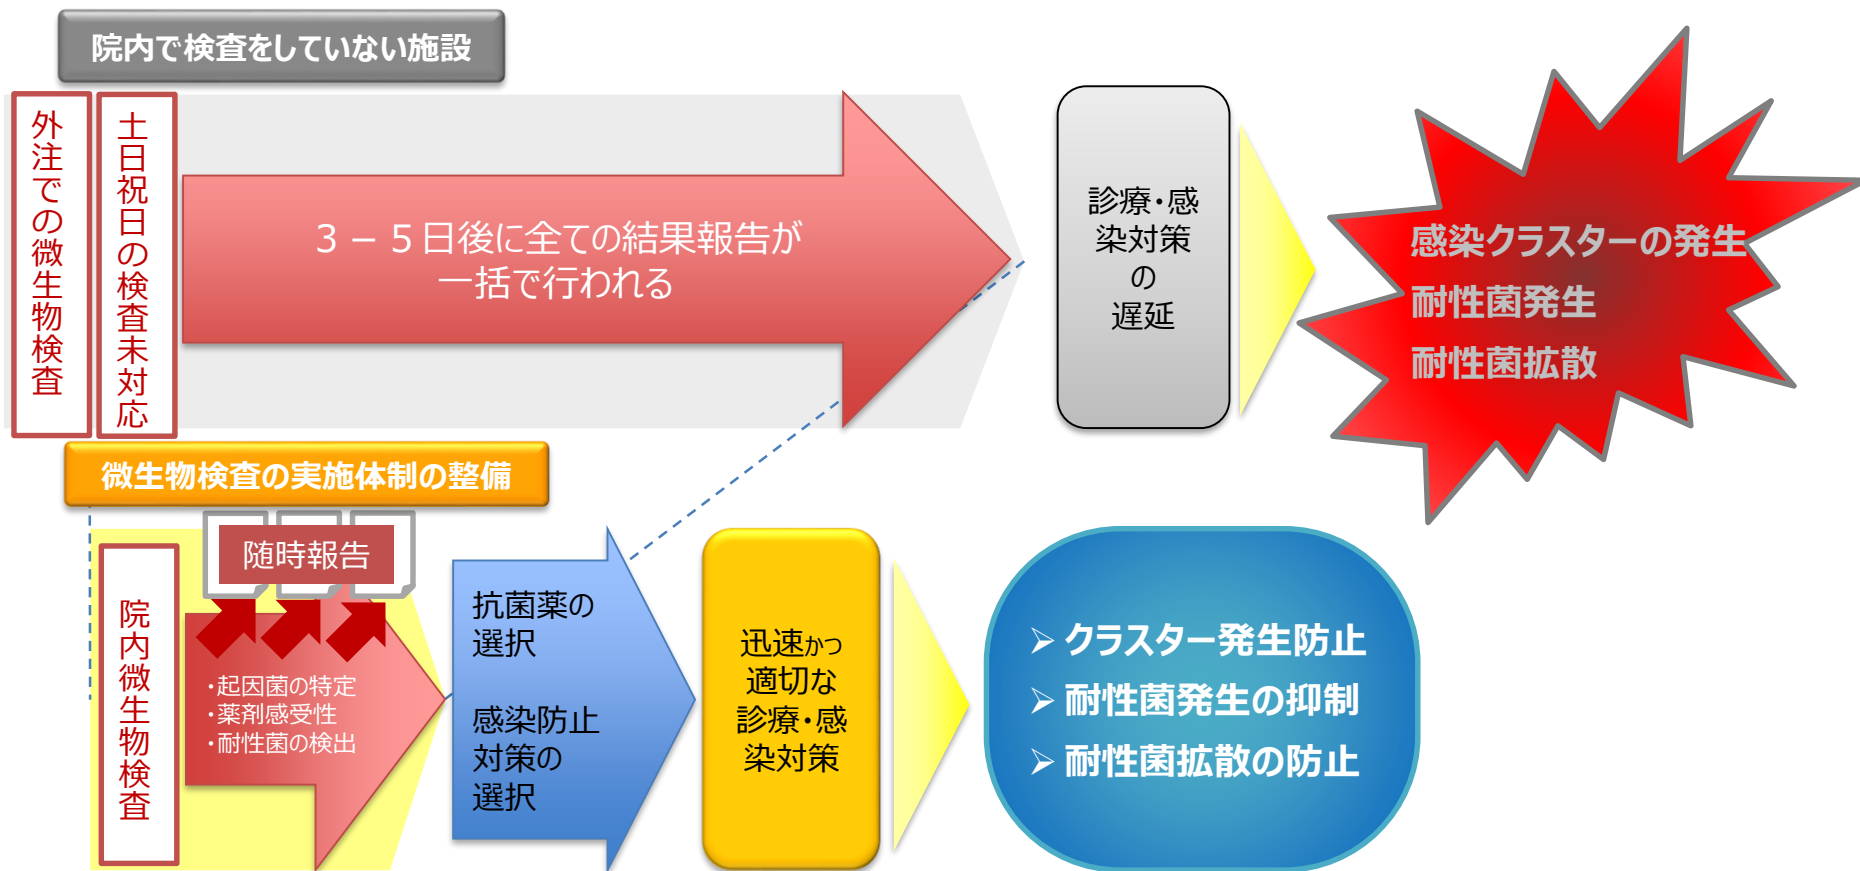 院内で検査をしていない施設
外注での微生物検査
土日祝日の検査未対応
３－５日後に全ての結果報告が
一括で行われる
診療・感
染対策
の
遅延
感染クラスターの発生
耐性菌発生
耐性菌拡散
微生物検査の実施体制の整備
院内微生物検査
随時報告
・起因菌の特定
・薬剤感受性
・耐性菌の検出
抗菌薬の
選択
感染防止
対策の
選択
迅速かつ
適切な
診療・感
染対策
➢ クラスター発生防止
➢ 耐性菌発生の抑制
➢ 耐性菌拡散の防止